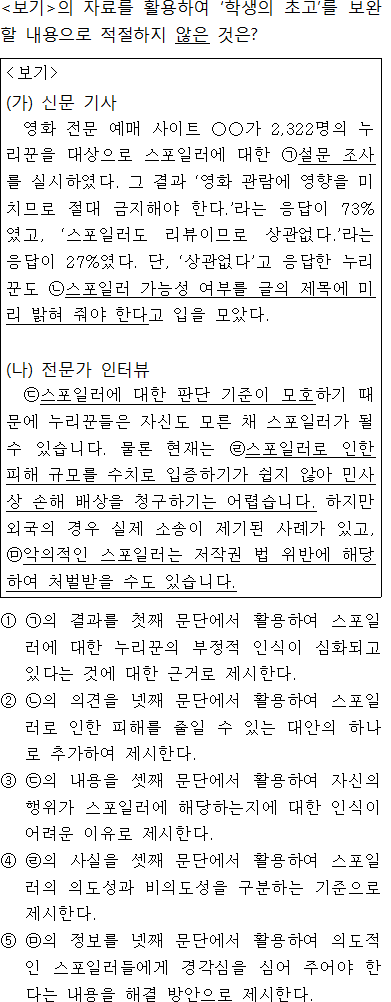 <보기>의 자료를 활용하여 ‘학생의 초고’를 보완
할 내용으로 적절하지 않은 것은?
<보기>
(가) 신문 기사
영화 전문 예매 사이트 ○○가 2,322명의 누
리꾼을 대상으로 스포일러에 대한 ㉠설문 조사
를 실시하였다. 그 결과 ‘영화 관람에 영향을 미
치므로 절대 금지해야 한다.’라는 응답이 73%
였고, ‘스포일러도 리뷰이므로 상관없다.’라는
응답이 27%였다. 단, ‘상관없다’고 응답한 누리
꾼도 ㉡스포일러 가능성 여부를 글의 제목에 미
리 밝혀 줘야 한다고 입을 모았다.
(나) 전문가 인터뷰
㉢스포일러에 대한 판단 기준이 모호하기 때
문에 누리꾼들은 자신도 모른 채 스포일러가 될
수 있습니다. 물론 현재는 ㉣스포일러로 인한
피해 규모를 수치로 입증하기가 쉽지 않아 민사
상 손해 배상을 청구하기는 어렵습니다. 하지만
외국의 경우 실제 소송이 제기된 사례가 있고,
㉤악의적인 스포일러는 저작권 법 위반에 해당
하여 처벌받을 수도 있습니다.
① ㉠의 결과를 첫째 문단에서 활용하여 스포일
러에 대한 누리꾼의 부정적 인식이 심화되고
있다는 것에 대한 근거로 제시한다.
② ㉡의 의견을 넷째 문단에서 활용하여 스포일
러로 인한 피해를 줄일 수 있는 대안의 하나
로 추가하여 제시한다.
③ ㉢의 내용을 셋째 문단에서 활용하여 자신의
행위가 스포일러에 해당하는지에 대한 인식이
어려운 이유로 제시한다.
④ ㉣의 사실을 셋째 문단에서 활용하여 스포일
러의 의도성과 비의도성을 구분하는 기준으로
제시한다.
⑤ ㉤의 정보를 넷째 문단에서 활용하여 의도적
인 스포일러들에게 경각심을 심어 주어야 한
다는 내용을 해결 방안으로 제시한다.